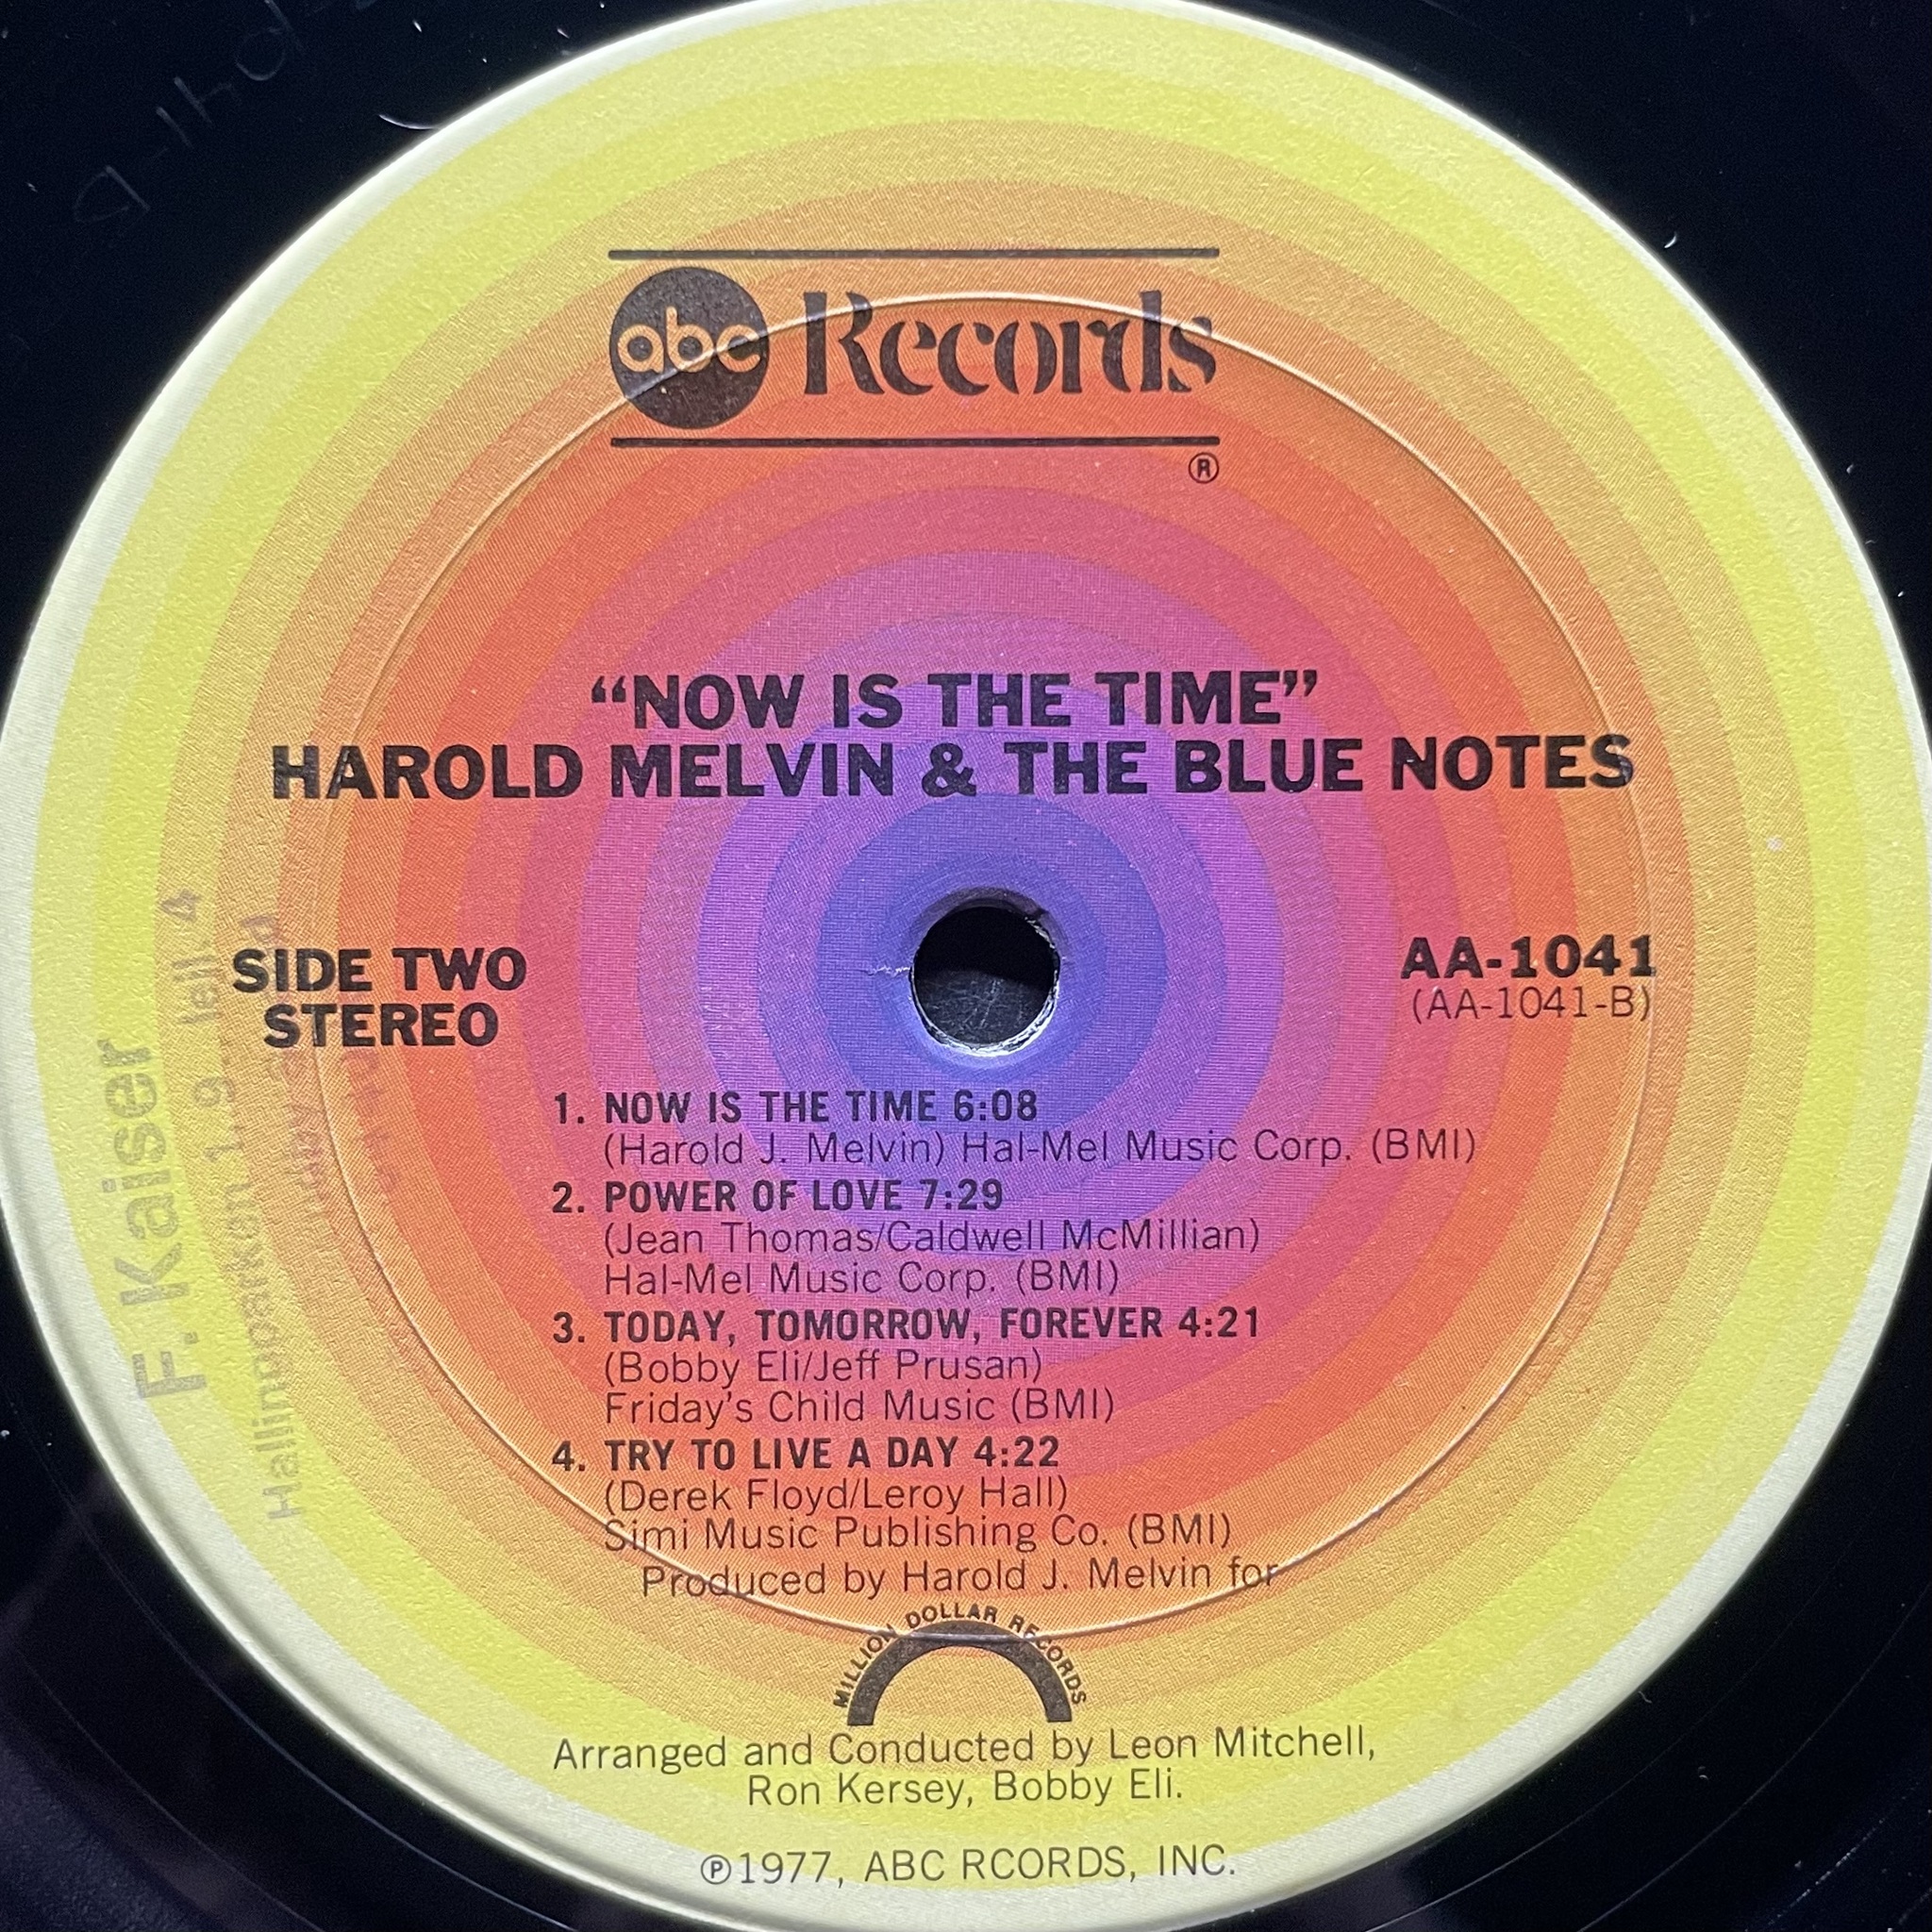 abc Records
®
“NOW IS THE TIME”
HAROLD MELVIN & THE BLUE NOTES
SIDE TWO
STEREO
AA-1041
(AA-1041-B)
1. NOW IS THE TIME 6:08
(Harold J. Melvin) Hal-Mel Music Corp. (BMI)
2. POWER OF LOVE 7:29
(Jean Thomas/Caldwell McMillian)
Hal-Mel Music Corp. (BMI)
3. TODAY, TOMORROW, FOREVER 4:21
(Bobby Eli/Jeff Prusan)
Friday's Child Music (BMI)
4. TRY TO LIVE A DAY 4:22
(Derek Floyd/Leroy Hall)
Simi Music Publishing Co. (BMI)
Produced by Harold J. Melvin for
MILLION DOLLAR RECORDS
Arranged and Conducted by Leon Mitchell,
Ron Kersey, Bobby Eli.
℗1977, ABC RCORDS, INC.
F. Kaiser
Hallingparken 1, 9